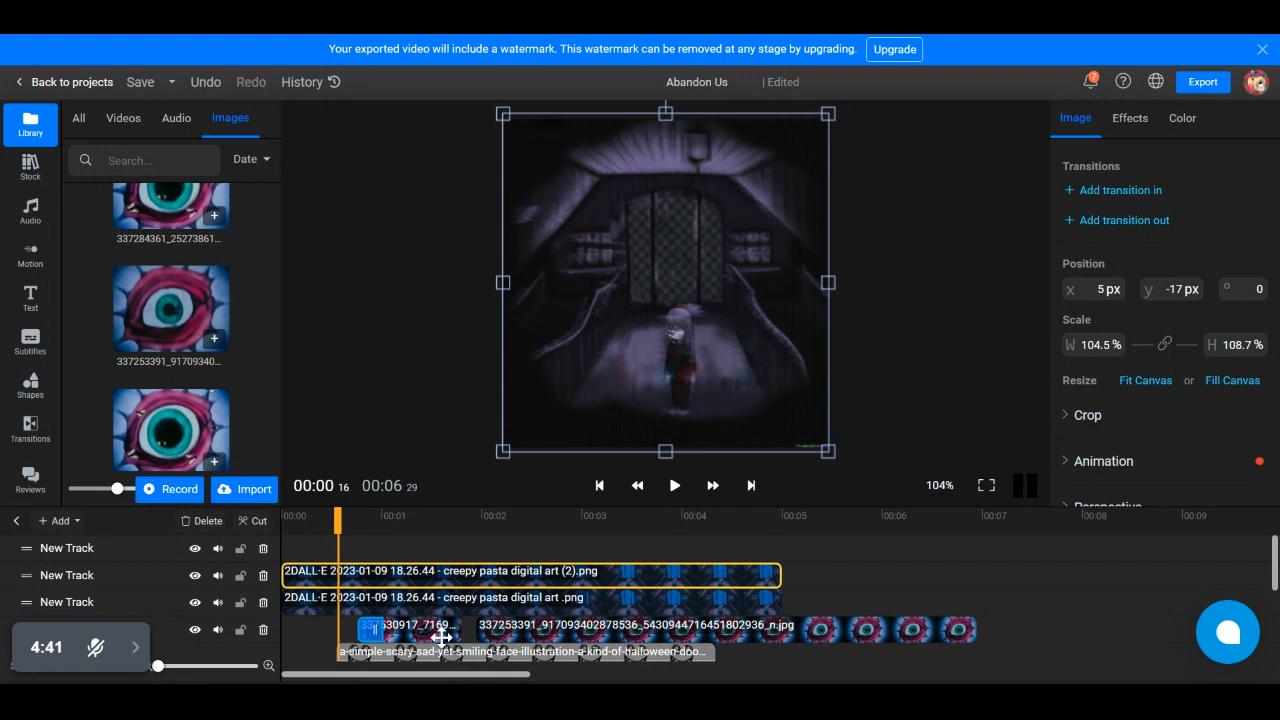 Your exported video will include a watermark. This watermark can be removed at any stage by upgrading. Upgrade
Back to projects Save Undo Redo History Abandon Us | Edited 7 Export
Library
Stock
Audio
Motion
Text
Subtitles
Shapes
Transitions
Reviews
All Videos Audio Images
Search... Date
337284361_25273861...
337253391_91709340...
Record Import
00:00 16 00:06 29
104%
Image Effects Color
Transitions
+ Add transition in
+ Add transition out
Position
x 5 px y -17 px ° 0
Scale
W 104.5 % H 108.7 %
Resize Fit Canvas or Fill Canvas
Crop
Animation
Perspective
+ Add Delete Cut
00:00 00:01 00:02 00:03 00:04 00:05 00:06 00:07 00:08 00:09
New Track
New Track 2DALL·E 2023-01-09 18.26.44 - creepy pasta digital art (2).png
New Track 2DALL·E 2023-01-09 18.26.44 - creepy pasta digital art .png
337530917_7169... 337253391_917093402878536_5430944716451802936_n.jpg
a-simple-scary-sad-yet-smiling-face-illustration-a-kind-of-halloween-doo...
4:41